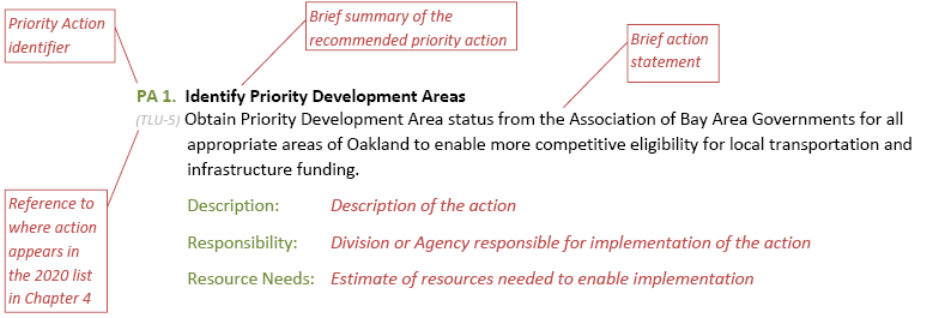 Priority Action
identifier
Brief summary of the
recommended priority action
Brief action
statement
PA 1. Identify Priority Development Areas
(TLU-5) Obtain Priority Development Area status from the Association of Bay Area Governments for all
appropriate areas of Oakland to enable more competitive eligibility for local transportation and
infrastructure funding.
Reference to
where action
appears in
the 2020 list
in Chapter 4
Description: Description of the action
Responsibility: Division or Agency responsible for implementation of the action
Resource Needs: Estimate of resources needed to enable implementation